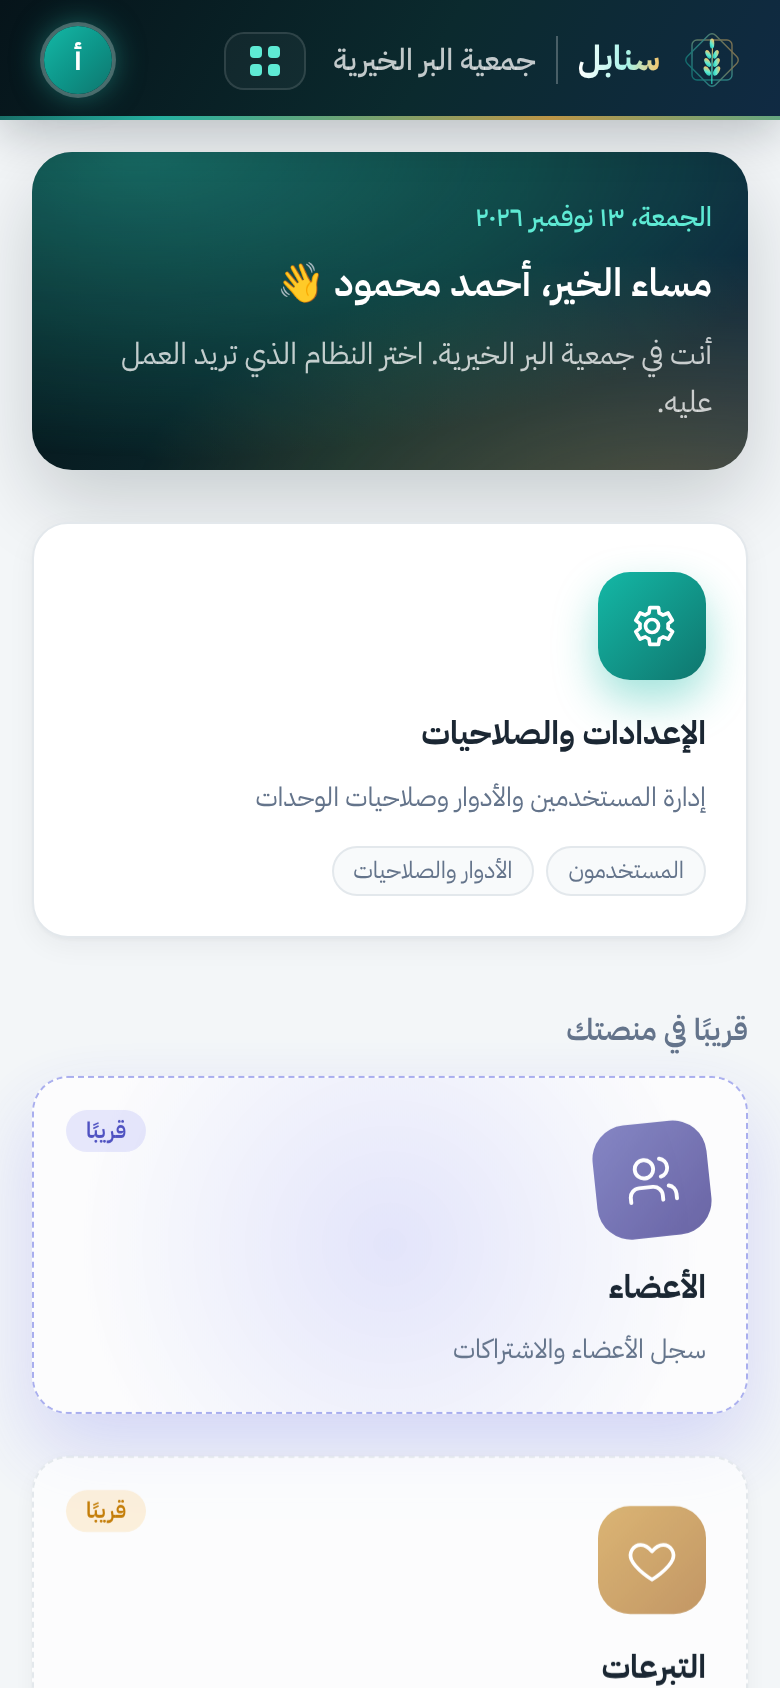 سنابل
جمعية البر الخيرية
أ
الجمعة، ١٣ نوفمبر ٢٠٢٦
مساء الخير، أحمد محمود 👋
أنت في جمعية البر الخيرية. اختر النظام الذي تريد العمل
عليه.
الإعدادات والصلاحيات
إدارة المستخدمين والأدوار وصلاحيات الوحدات
المستخدمون
الأدوار والصلاحيات
قريبًا في منصتك
قريبًا
الأعضاء
سجل الأعضاء والاشتراكات
قريبًا
التبرعات